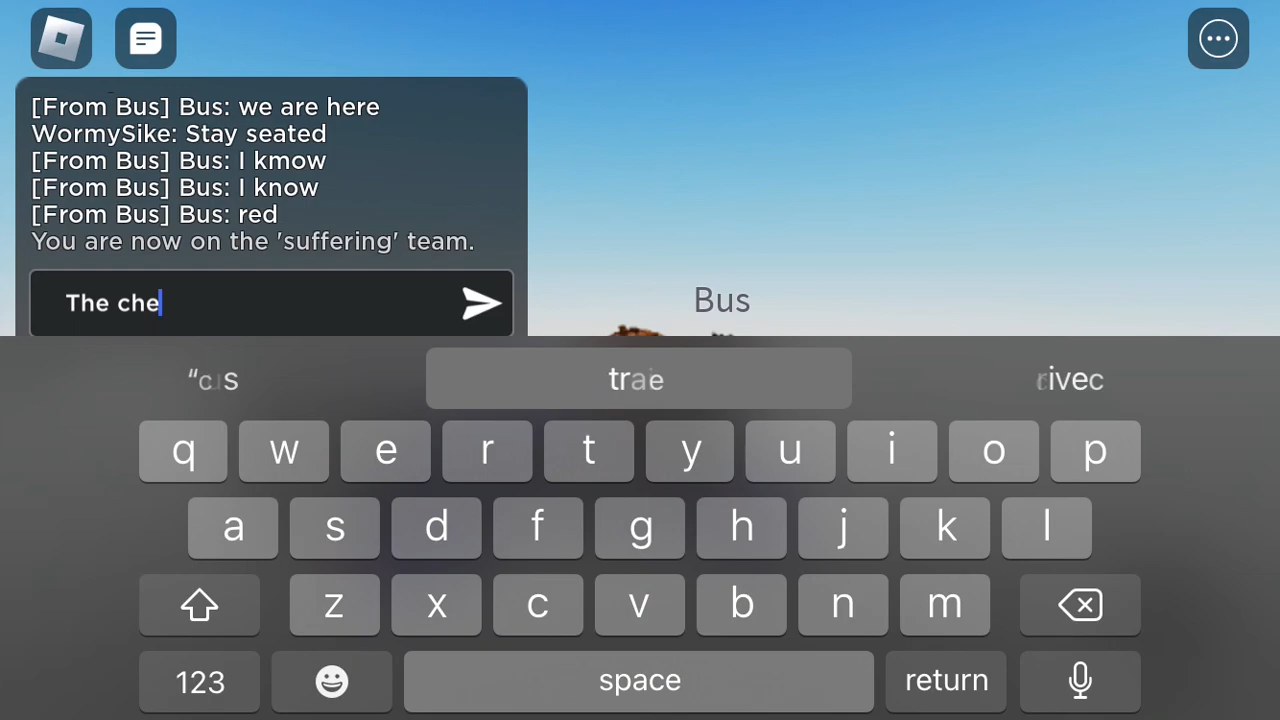 [From Bus] Bus: we are here
WormySike: Stay seated
[From Bus] Bus: I kmow
[From Bus] Bus: I know
[From Bus] Bus: red
You are now on the 'suffering' team.
The che
Bus
q w e r t y u i o p
a s d f g h j k l
z x c v b n m
123 space return